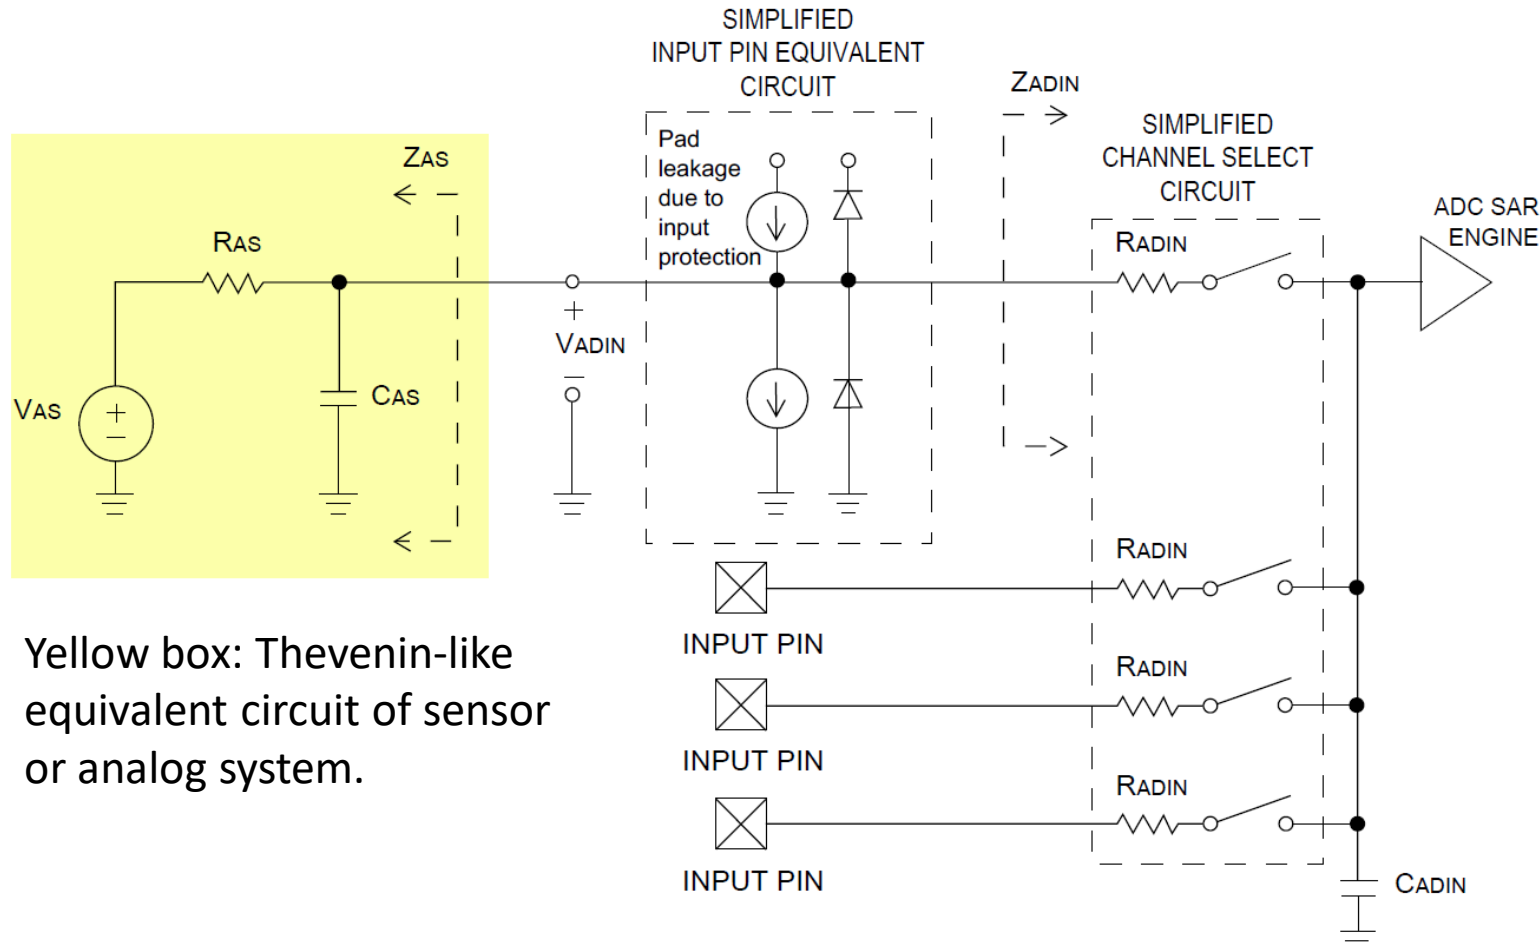 SIMPLIFIED
INPUT PIN EQUIVALENT
CIRCUIT
ZADIN
SIMPLIFIED
CHANNEL SELECT
CIRCUIT
Pad
leakage
due to
input
protection
ZAS
RAS
RADIN
ADC SAR
ENGINE
+
VADIN
−
VAS
+
−
CAS
RADIN
INPUT PIN
RADIN
INPUT PIN
RADIN
INPUT PIN
CADIN
Yellow box: Thevenin-like
equivalent circuit of sensor
or analog system.